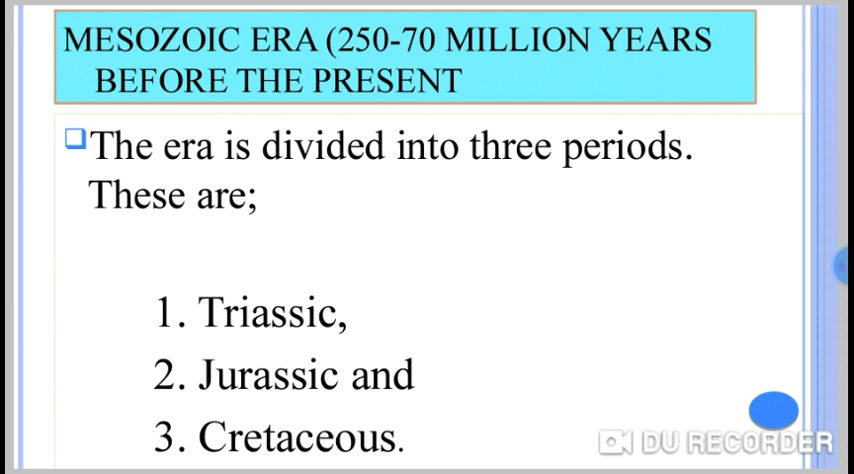 MESOZOIC ERA (250-70 MILLION YEARS
BEFORE THE PRESENT
The era is divided into three periods.
These are;
1. Triassic,
2. Jurassic and
3. Cretaceous.
DU RECORDER